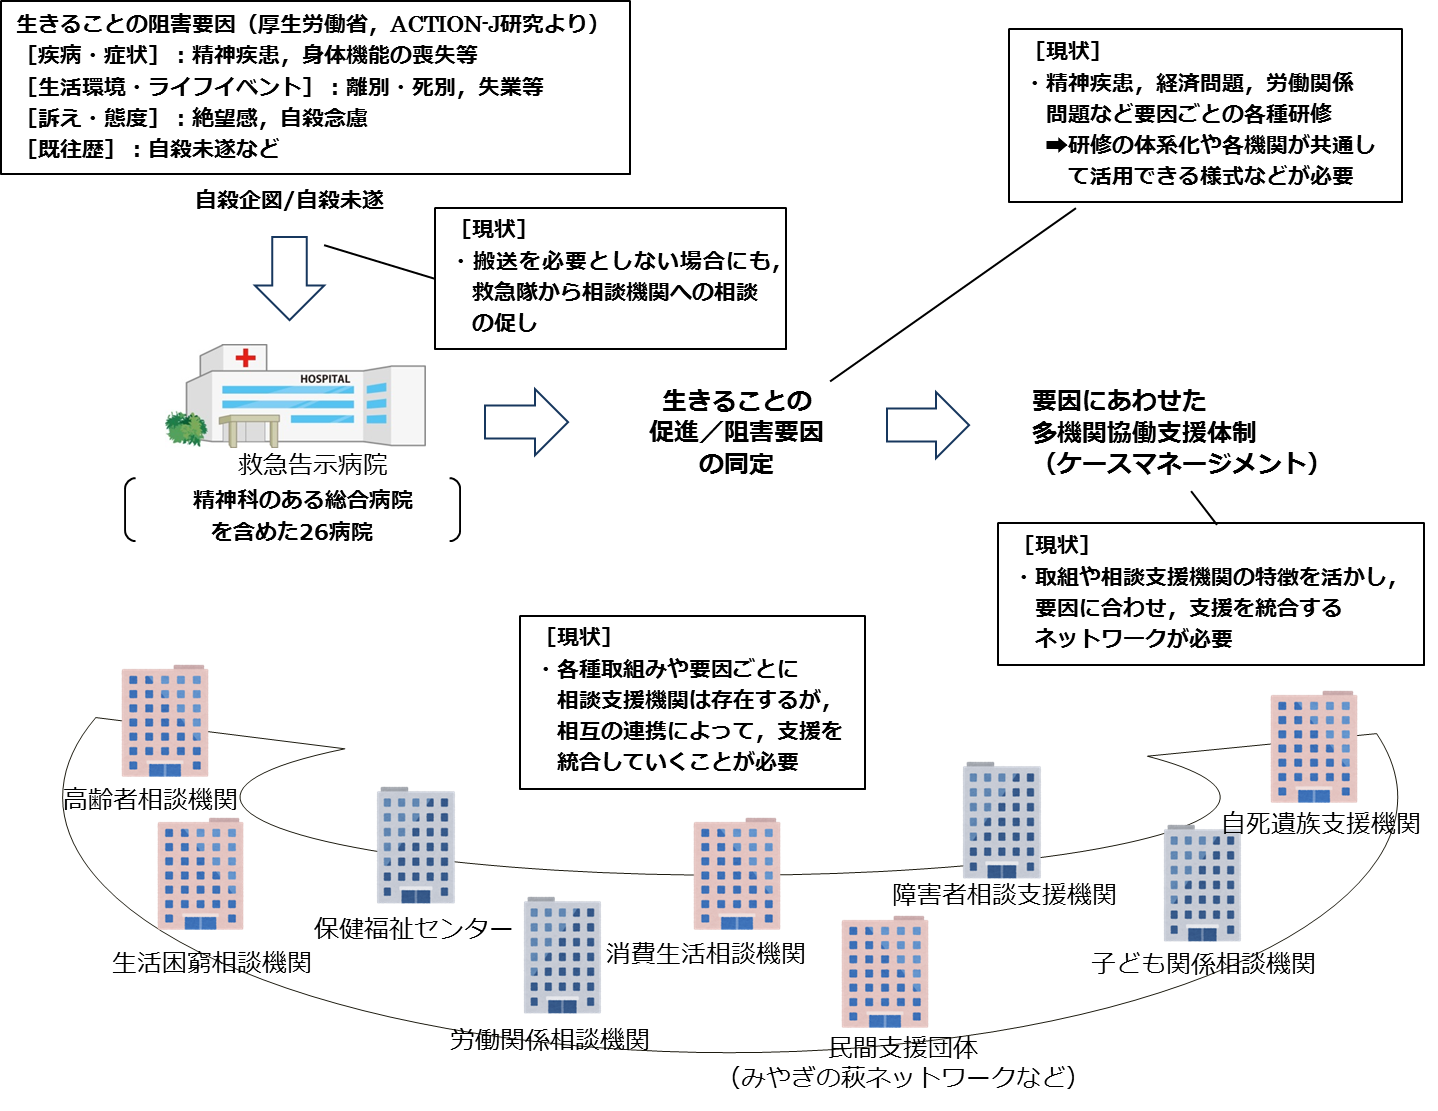 生きることの阻害要因（厚生労働省，ACTION-J研究より）
［疾病・症状］：精神疾患，身体機能の喪失等
［生活環境・ライフイベント］：離別・死別，失業等
［訴え・態度］：絶望感，自殺念慮
［既往歴］：自殺未遂など
自殺企図/自殺未遂
［現状］
・搬送を必要としない場合にも，
救急隊から相談機関への相談
の促し
［現状］
・精神疾患，経済問題，労働関係
問題など要因ごとの各種研修
➡研修の体系化や各機関が共通し
て活用できる様式などが必要
HOSPITAL
救急告示病院
精神科のある総合病院
を含めた26病院
生きることの
促進／阻害要因
の同定
要因にあわせた
多機関協働支援体制
（ケースマネージメント）
［現状］
・取組や相談支援機関の特徴を活かし，
要因に合わせ，支援を統合する
ネットワークが必要
［現状］
・各種取組みや要因ごとに
相談支援機関は存在するが，
相互の連携によって，支援を
統合していくことが必要
高齢者相談機関
生活困窮相談機関
保健福祉センター
労働関係相談機関
消費生活相談機関
民間支援団体
（みやぎの萩ネットワークなど）
障害者相談支援機関
子ども関係相談機関
自死遺族支援機関